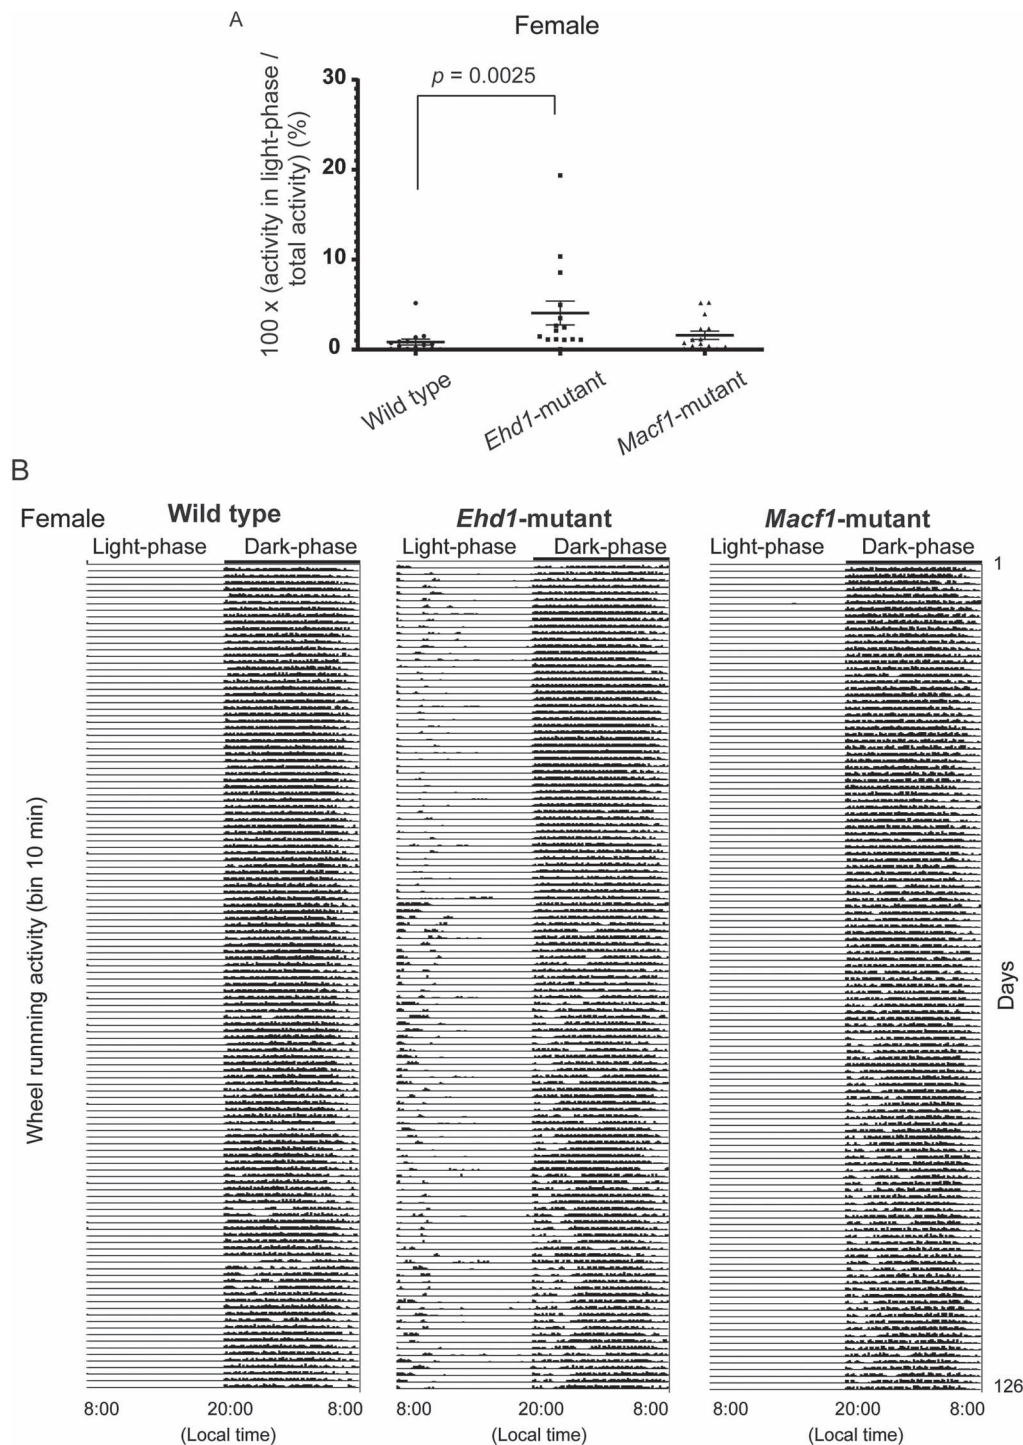 A
Female
100 x (activity in light-phase /
total activity) (%)
p = 0.0025
30
20
10
0
Wild type
Ehd1-mutant
Macf1-mutant
B
Female
Wild type
Ehd1-mutant
Macf1-mutant
Light-phase
Dark-phase
Light-phase
Dark-phase
Light-phase
Dark-phase
1
Wheel running activity (bin 10 min)
Days
126
8:00
20:00
8:00
8:00
20:00
8:00
8:00
20:00
8:00
(Local time)
(Local time)
(Local time)